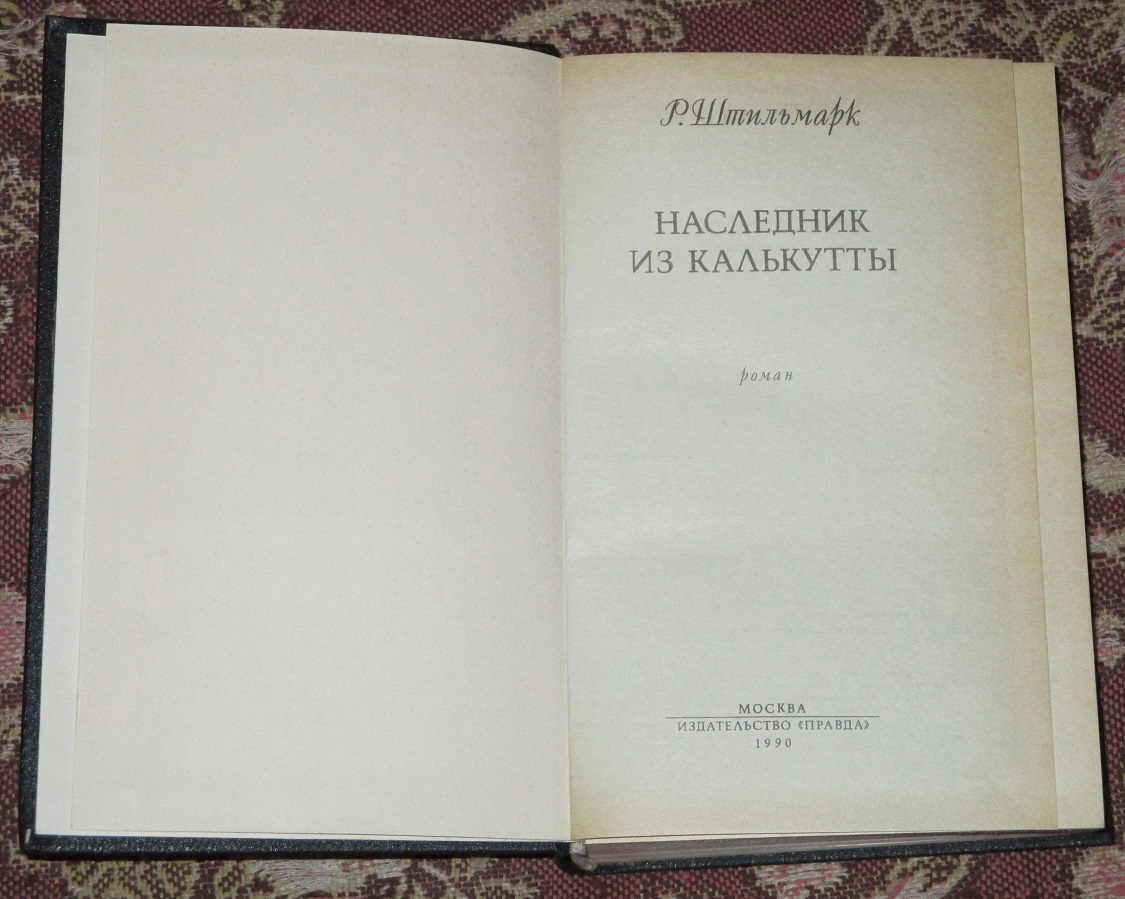 Р. Штильмарк
НАСЛЕДНИК
ИЗ КАЛЬКУТТЫ
роман
МОСКВА
ИЗДАТЕЛЬСТВО «ПРАВДА»
1990